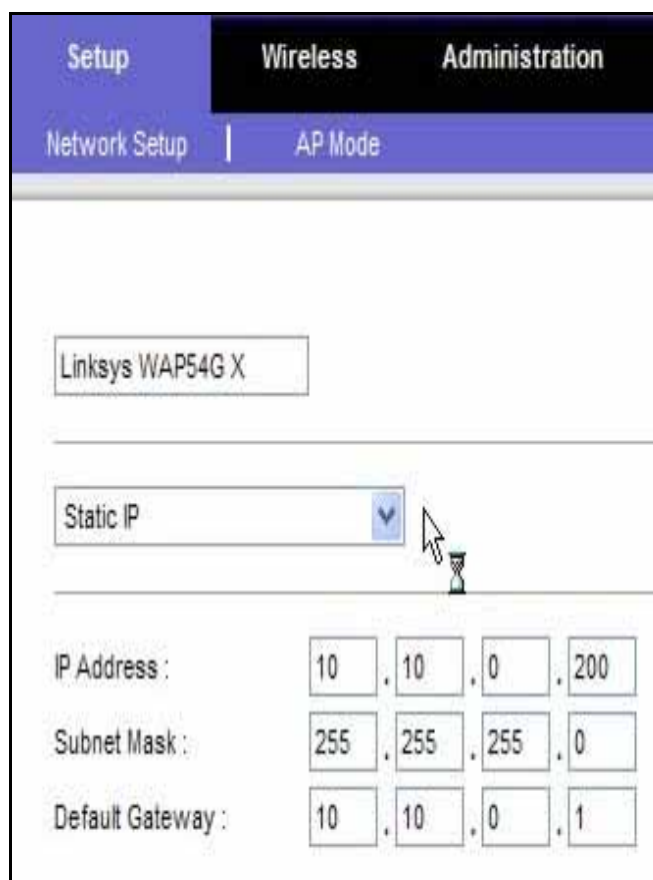 Setup Wireless Administration
Network Setup | AP Mode
Linksys WAP54G X
Static IP
IP Address : 10 . 10 . 0 . 200
Subnet Mask : 255 . 255 . 255 . 0
Default Gateway : 10 . 10 . 0 . 1